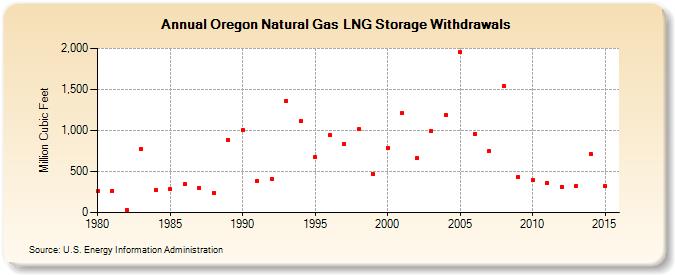 Annual Oregon Natural Gas LNG Storage Withdrawals
Million Cubic Feet
2,000
1,500
1,000
500
0
1980 1985 1990 1995 2000 2005 2010 2015
Source: U.S. Energy Information Administration